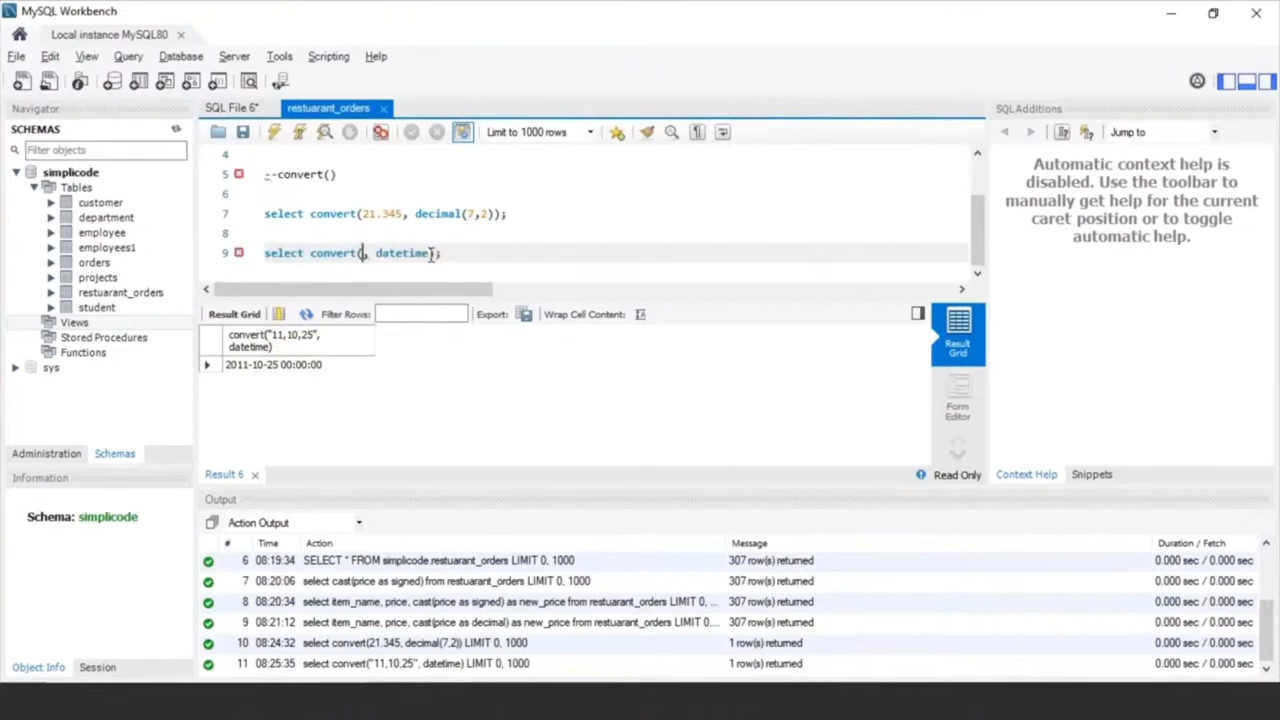 MySQL Workbench
Local instance MySQL80
File Edit View Query Database Server Tools Scripting Help
Navigator
SCHEMAS
Filter objects
simplicode
Tables
customer
department
employee
employees1
orders
projects
restuarant_orders
student
Views
Stored Procedures
Functions
sys
Administration Schemas
Information
Schema: simplicode
Object Info Session
SQL File 6* restuarant_orders
Limit to 1000 rows
4
5 --convert()
6
7 select convert(21.345, decimal(7,2));
8
9 select convert(, datetime);
Result Grid Filter Rows: Export: Wrap Cell Content:
convert("11,10,25",
datetime)
2011-10-25 00:00:00
Result Grid
Form Editor
Result 6 Read Only
SQLAdditions
Jump to
Automatic context help is
disabled. Use the toolbar to
manually get help for the current
caret position or to toggle
automatic help.
Context Help Snippets
Output
Action Output
# Time Action Message Duration / Fetch
6 08:19:34 SELECT * FROM simplicode.restuarant_orders LIMIT 0, 1000 307 row(s) returned 0.000 sec / 0.000 sec
7 08:20:06 select cast(price as signed) from restuarant_orders LIMIT 0, 1000 307 row(s) returned 0.000 sec / 0.000 sec
8 08:20:34 select item_name, price, cast(price as signed) as new_price from restuarant_orders LIMIT 0, ... 307 row(s) returned 0.000 sec / 0.000 sec
9 08:21:12 select item_name, price, cast(price as decimal) as new_price from restuarant_orders LIMIT 0,... 307 row(s) returned 0.000 sec / 0.000 sec
10 08:24:32 select convert(21.345, decimal(7,2)) LIMIT 0, 1000 1 row(s) returned 0.000 sec / 0.000 sec
11 08:25:35 select convert("11,10,25", datetime) LIMIT 0, 1000 1 row(s) returned 0.000 sec / 0.000 sec